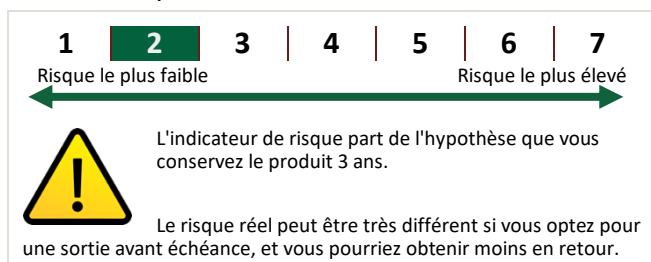 1 2 3 4 5 6 7
Risque le plus faible Risque le plus élevé
L'indicateur de risque part de l'hypothèse que vous
conservez le produit 3 ans.
Le risque réel peut être très différent si vous optez pour
une sortie avant échéance, et vous pourriez obtenir moins en retour.